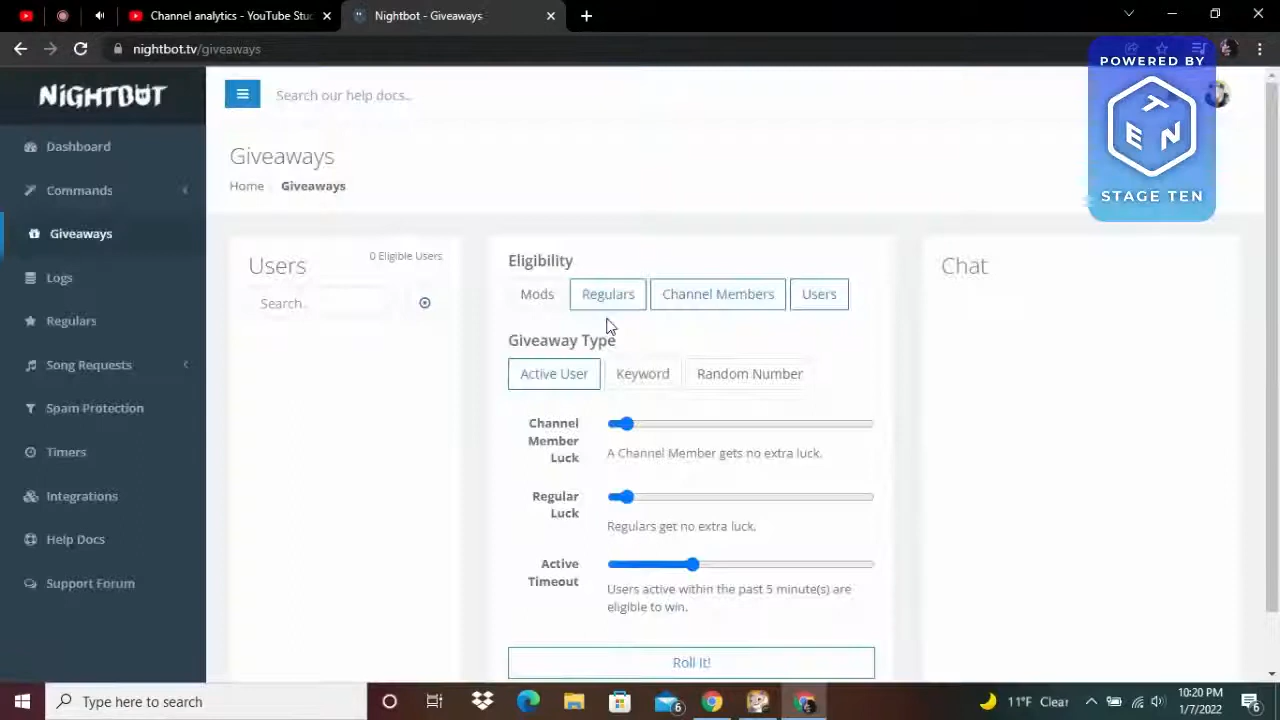 Channel analytics - YouTube Stu
Nightbot - Giveaways
nightbot.tv/giveaways
POWERED BY
TEN
STAGE TEN
NIGHTBOT
Search our help docs..
Dashboard
Commands
Giveaways
Logs
Regulars
Song Requests
Spam Protection
Timers
Integrations
Help Docs
Support Forum
Giveaways
Home
Giveaways
Users
0 Eligible Users
Search..
Eligibility
Mods
Regulars
Channel Members
Users
Giveaway Type
Active User
Keyword
Random Number
Channel
Member
Luck
A Channel Member gets no extra luck.
Regular
Luck
Regulars get no extra luck.
Active
Timeout
Users active within the past 5 minute(s) are
eligible to win.
Roll It!
Chat
Type here to search
6
11°F Clear
10:20 PM
1/7/2022
6